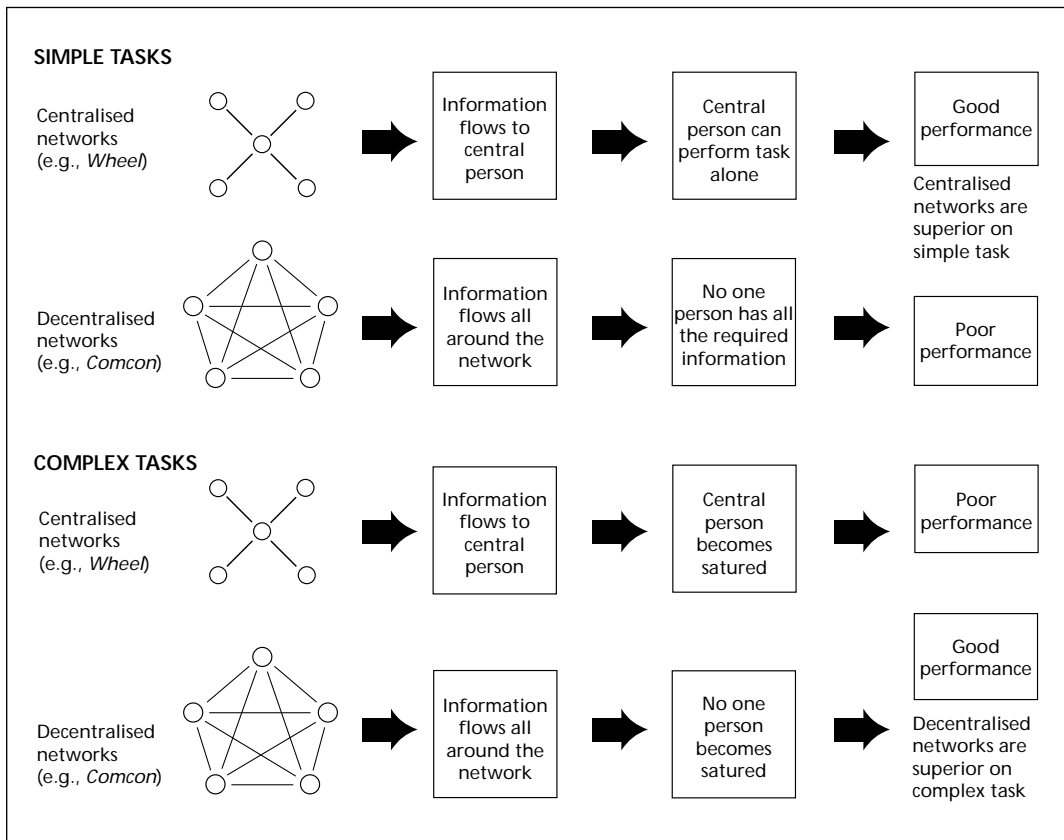 SIMPLE TASKS
Centralised
networks
(e.g., Wheel)
Information
flows to
central
person
Central
person can
perform task
alone
Good
performance
Centralised
networks are
superior on
simple task
Decentralised
networks
(e.g., Comcon)
Information
flows all
around the
network
No one
person has all
the required
information
Poor
performance
COMPLEX TASKS
Centralised
networks
(e.g., Wheel)
Information
flows to
central
person
Central
person
becomes
satured
Poor
performance
Decentralised
networks
(e.g., Comcon)
Information
flows all
around the
network
No one
person
becomes
satured
Good
performance
Decentralised
networks are
superior on
complex task